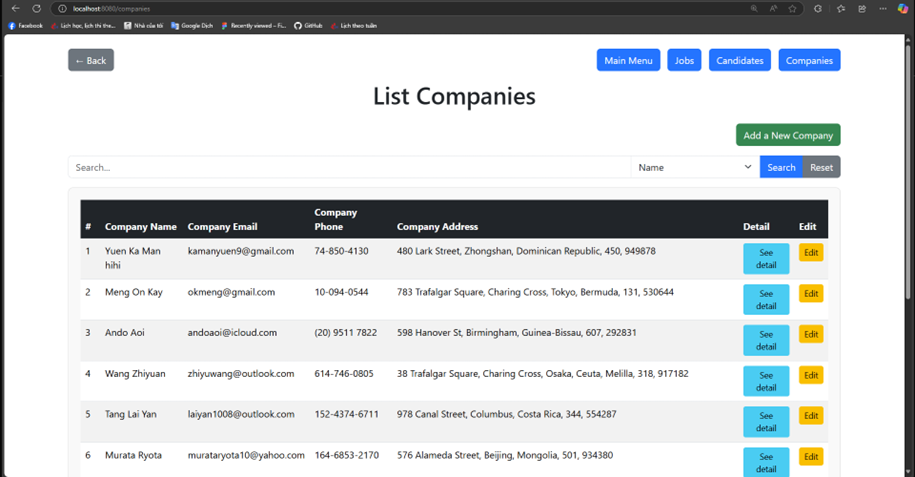 localhost:8080/companies
Facebook Lịch học, lịch thi the... Nhà của tôi Google Dịch Recently viewed – Fi... GitHub Lịch theo tuần
← Back Main Menu Jobs Candidates Companies
List Companies
Add a New Company
Search... Name Search Reset
# Company Name Company Email Company Phone Company Address Detail Edit
1 Yuen Ka Man hihi kamanyuen9@gmail.com 74-850-4130 480 Lark Street, Zhongshan, Dominican Republic, 450, 949878 See detail Edit
2 Meng On Kay okmeng@gmail.com 10-094-0544 783 Trafalgar Square, Charing Cross, Tokyo, Bermuda, 131, 530644 See detail Edit
3 Ando Aoi andoaoi@icloud.com (20) 9511 7822 598 Hanover St, Birmingham, Guinea-Bissau, 607, 292831 See detail Edit
4 Wang Zhiyuan zhiyuwang@outlook.com 614-746-0805 38 Trafalgar Square, Charing Cross, Osaka, Ceuta, Melilla, 318, 917182 See detail Edit
5 Tang Lai Yan laiyan1008@outlook.com 152-4374-6711 978 Canal Street, Columbus, Costa Rica, 344, 554287 See detail Edit
6 Murata Ryota murataryota10@yahoo.com 164-6853-2170 576 Alameda Street, Beijing, Mongolia, 501, 934380 See detail Edit